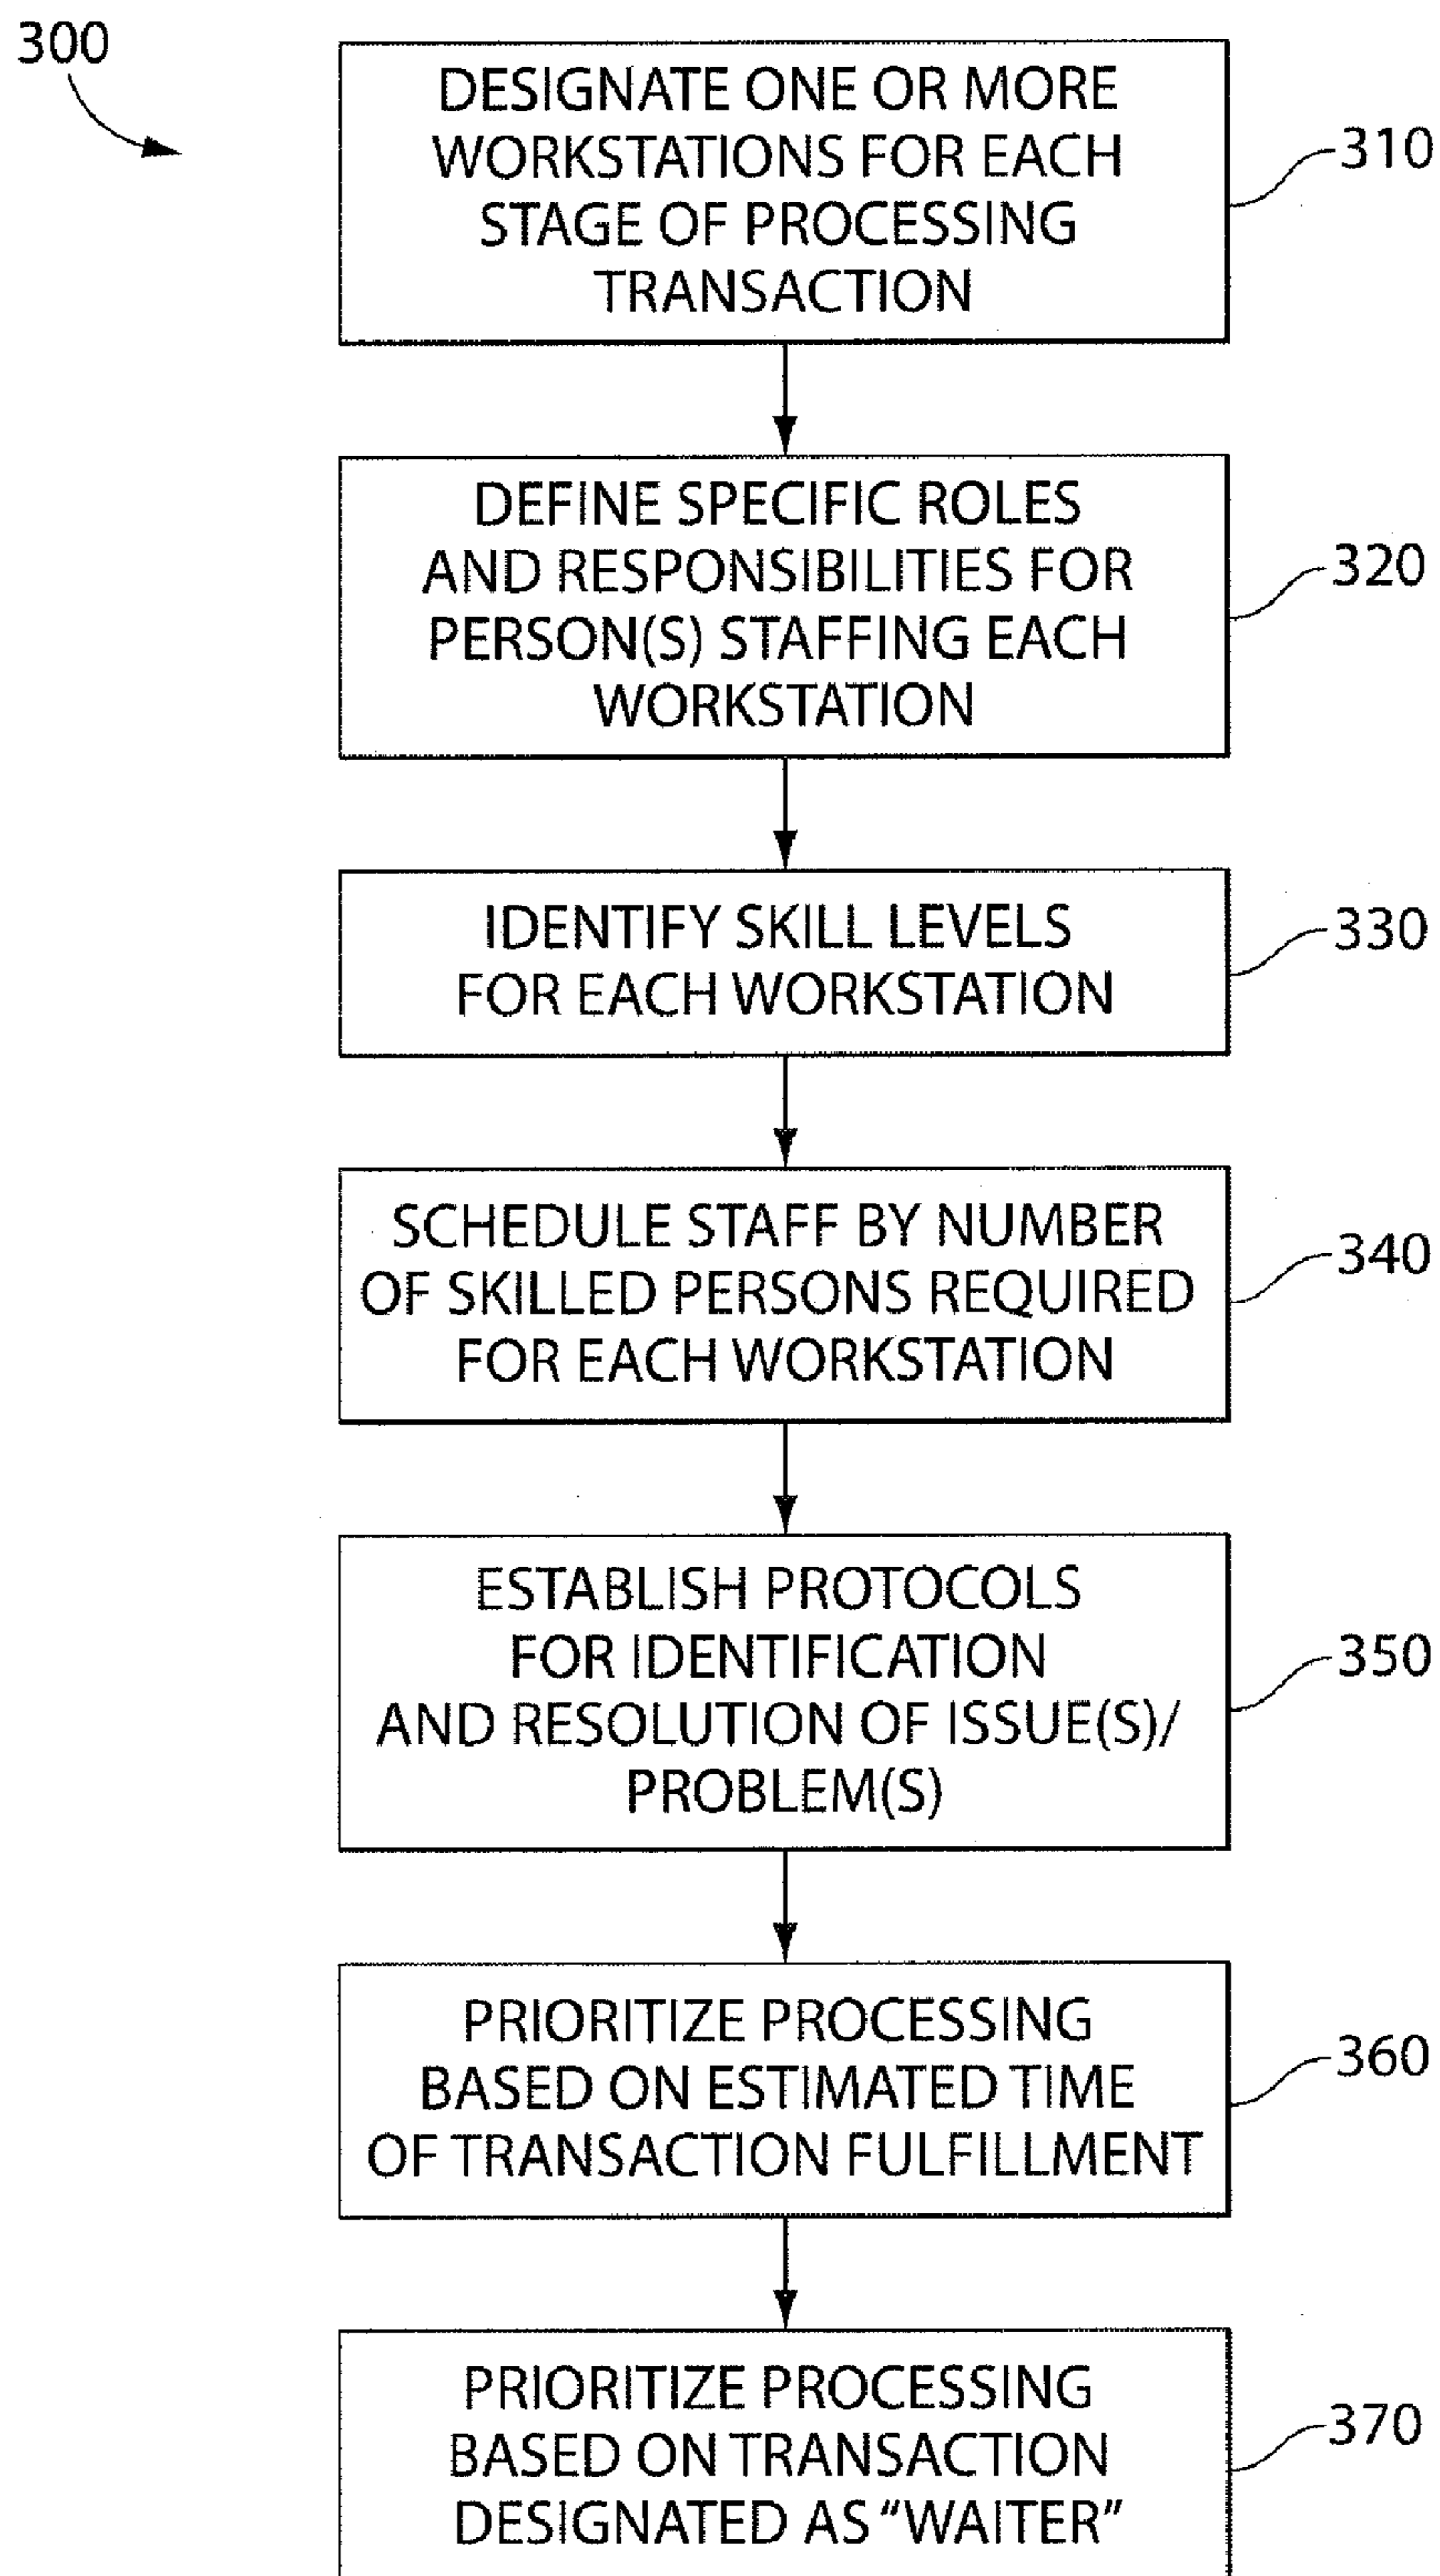 300
DESIGNATE ONE OR MORE
WORKSTATIONS FOR EACH
STAGE OF PROCESSING
TRANSACTION
310
DEFINE SPECIFIC ROLES
AND RESPONSIBILITIES FOR
PERSON(S) STAFFING EACH
WORKSTATION
320
IDENTIFY SKILL LEVELS
FOR EACH WORKSTATION
330
SCHEDULE STAFF BY NUMBER
OF SKILLED PERSONS REQUIRED
FOR EACH WORKSTATION
340
ESTABLISH PROTOCOLS
FOR IDENTIFICATION
AND RESOLUTION OF ISSUE(S)/
PROBLEM(S)
350
PRIORITIZE PROCESSING
BASED ON ESTIMATED TIME
OF TRANSACTION FULFILLMENT
360
PRIORITIZE PROCESSING
BASED ON TRANSACTION
DESIGNATED AS “WAITER”
370